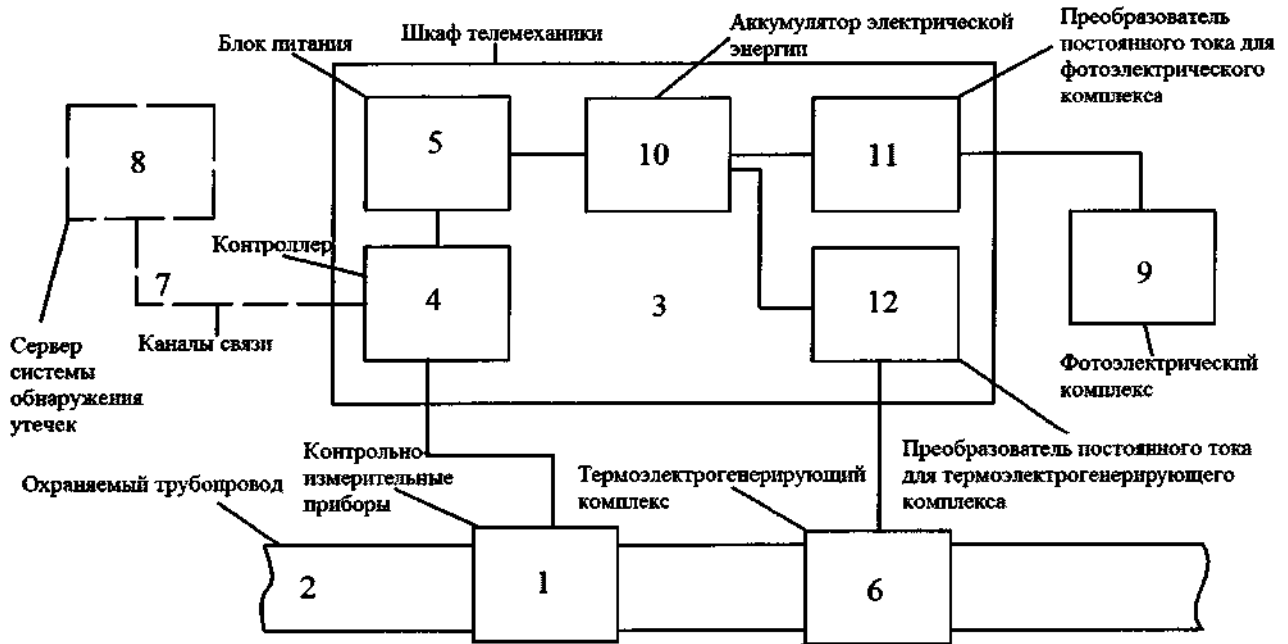 Блок питания
Шкаф телемеханики
Аккумулятор электрической
энергии
Преобразователь
постоянного тока для
фотоэлектрического
комплекса
8
5
10
11
Контроллер
7
4
3
12
9
Каналы связи
Сервер
системы
обнаружения
утечек
Фотоэлектрический
комплекс
Контрольно-
измерительные
приборы
Термоэлектрогенерирующий
комплекс
Преобразователь постоянного тока
для термоэлектрогенерирующего
комплекса
Охраняемый трубопровод
2
1
6